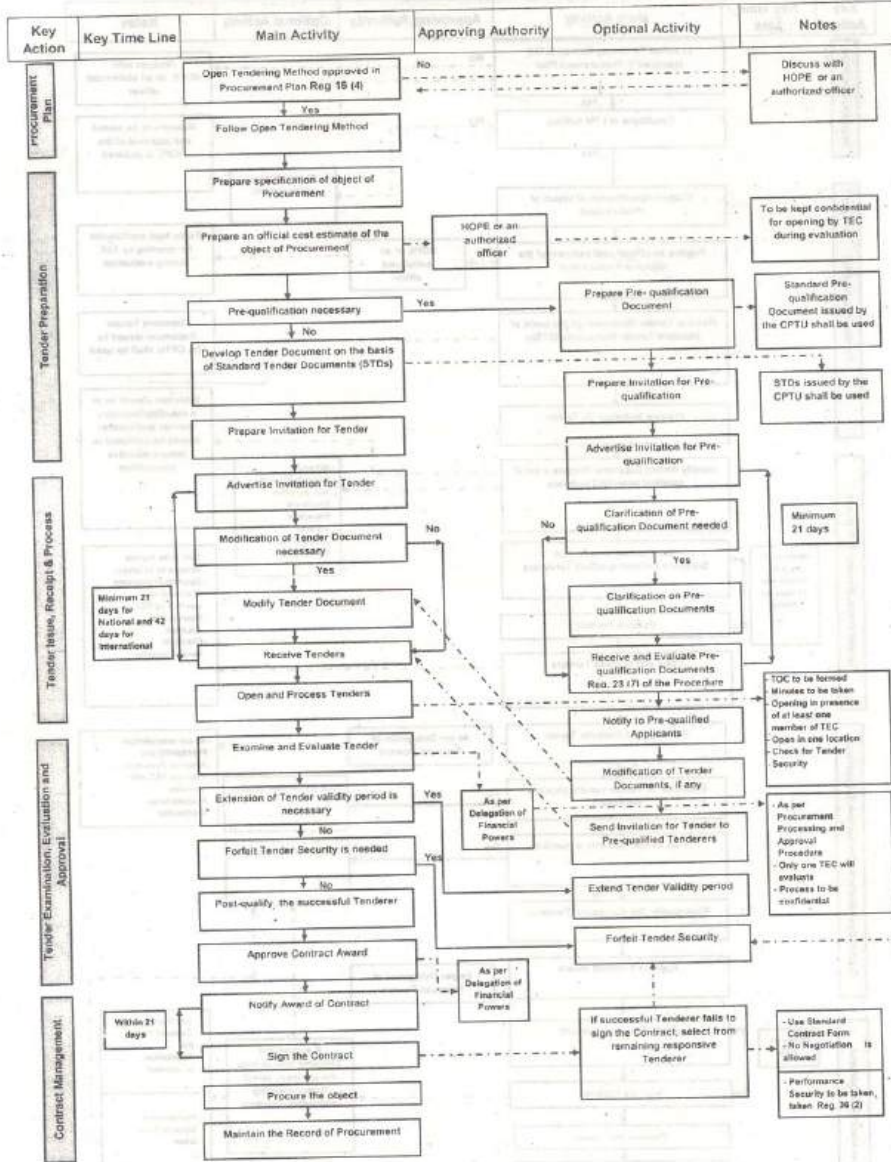 Key
Action
Key Time Line
Main Activity
Approving Authority
Optional Activity
Notes
Procurement
Plan
Open Tendering Method approved in
Procurement Plan Reg 16 (4)
No
Discuss with
HOPE or an
authorized officer
Yes
Follow Open Tendering Method
Tender Preparation
Prepare specification of object of
Procurement
Prepare an official cost estimate of the
object of Procurement
HOPE or an
authorized
officer
To be kept confidential
for opening by TEC
during evaluation
Pre-qualification necessary
Yes
Prepare Pre- qualification
Document
Standard Pre-
qualification
Document issued by
the CPTU shall be used
No
Develop Tender Document on the basis
of Standard Tender Documents (STDs)
Prepare Invitation for Pre-
qualification
STDs issued by the
CPTU shall be used
Prepare Invitation for Tender
Advertise Invitation for Pre-
qualification
Tender Issue, Receipt & Process
Advertise Invitation for Tender
Clarification of Pre-
qualification Document needed
Minimum
21 days
No
Modification of Tender Document
necessary
No
Yes
Yes
Minimum 21
days for
National and 42
days for
International
Modify Tender Document
Clarification on Pre-
qualification Documents
Receive Tenders
Receive and Evaluate Pre-
qualification Documents
Reg. 23 (7) of the Procedure
Open and Process Tenders
Notify to Pre-qualified
Applicants
- TOC to be formed
- Minutes to be taken
- Opening in presence
of at least one
member of TEC
- Open in one location
- Check for Tender
Security
Tender Examination, Evaluation and
Approval
Examine and Evaluate Tender
Modification of Tender
Documents, if any
Extension of Tender validity period is
necessary
Yes
As per
Delegation of
Financial
Powers
Send Invitation for Tender to
Pre-qualified Tenderers
- As per
Procurement
Processing and
Approval
Procedure
- Only one TEC will
evaluate
- Process to be
confidential
No
Forfeit Tender Security is needed
Yes
Extend Tender Validity period
No
Post-qualify the successful Tenderer
Forfeit Tender Security
Approve Contract Award
As per
Delegation of
Financial
Powers
Contract Management
Notify Award of Contract
Within 21
days
If successful Tenderer fails to
sign the Contract, select from
remaining responsive
Tenderer
- Use Standard
Contract Form
- No Negotiation is
allowed
Sign the Contract
- Performance
Security to be taken,
taken Reg. 26 (2)
Procure the object
Maintain the Record of Procurement